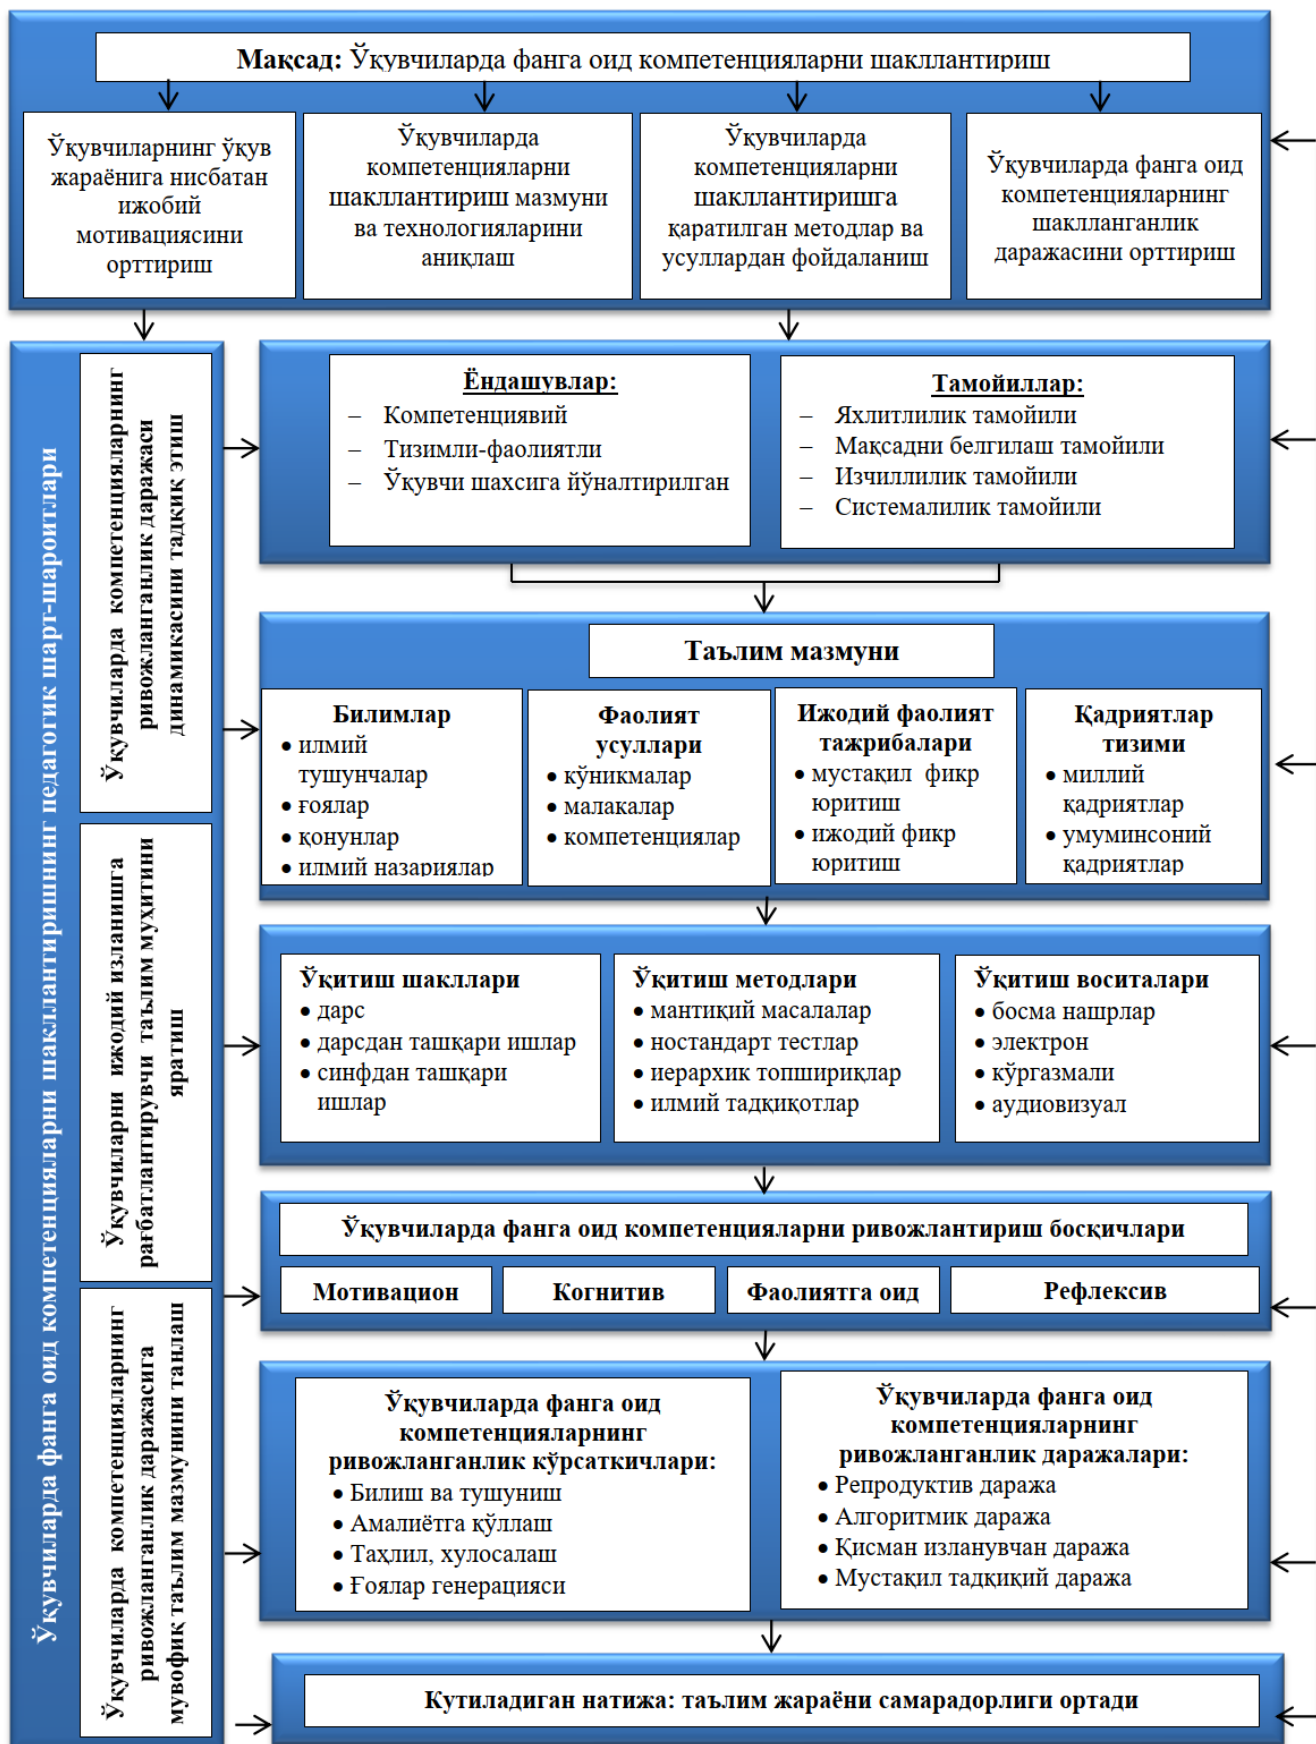 Мақсад: Ўқувчиларда фанга оид компетенцияларни шакллантириш
Ўқувчиларнинг ўқув
жараёнига нисбатан
ижобий
мотивациясини
орттириш
Ўқувчиларда
компетенцияларни
шакллантириш мазмуни
ва технологияларини
аниқлаш
Ўқувчиларда
компетенцияларни
шакллантиришга
қаратилган методлар ва
усуллардан фойдаланиш
Ўқувчиларда фанга оид
компетенцияларнинг
шаклланганлик
даражасини орттириш
Ўқувчиларда фанга оид компетенцияларни шакллантиришнинг педагогик шарт-шароитлари
Ўқувчиларда компетенцияларнинг
ривожланганлик даражаси
динамикасини тадқиқ этиш
Ўқувчиларни ижодий изланишга
рағбатлантирувчи таълим муҳитини
яратиш
Ўқувчиларда компетенцияларнинг
ривожланганлик даражасига
мувофиқ таълим мазмунини танлаш
Ёндашувлар:
– Компетенциявий
– Тизимли-фаолиятли
– Ўқувчи шахсига йўналтирилган
Тамойиллар:
– Яхлитлилик тамойили
– Мақсадни белгилаш тамойили
– Изчиллилик тамойили
– Системалилик тамойили
Таълим мазмуни
Билимлар
• илмий
тушунчалар
• ғоялар
• қонунлар
• илмий назариялар
Фаолият
усуллари
• кўникмалар
• малакалар
• компетенциялар
Ижодий фаолият
тажрибалари
• мустақил фикр
юритиш
• ижодий фикр
юритиш
Қадриятлар
тизими
• миллий
қадриятлар
• умуминсоний
қадриятлар
Ўқитиш шакллари
• дарс
• дарсдан ташқари ишлар
• синфдан ташқари
ишлар
Ўқитиш методлари
• мантиқий масалалар
• ностандарт тестлар
• иерархик топшириқлар
• илмий тадқиқотлар
Ўқитиш воситалари
• босма нашрлар
• электрон
• кўргазмали
• аудиовизуал
Ўқувчиларда фанга оид компетенцияларни ривожлантириш босқичлари
Мотивацион
Когнитив
Фаолиятга оид
Рефлексив
Ўқувчиларда фанга оид
компетенцияларнинг
ривожланганлик кўрсаткичлари:
• Билиш ва тушуниш
• Амалиётга қўллаш
• Таҳлил, хулосалаш
• Ғоялар генерацияси
Ўқувчиларда фанга оид
компетенцияларнинг
ривожланганлик даражалари:
• Репродуктив даража
• Алгоритмик даража
• Қисман изланувчан даража
• Мустақил тадқиқий даража
Кутиладиган натижа: таълим жараёни самарадорлиги ортади